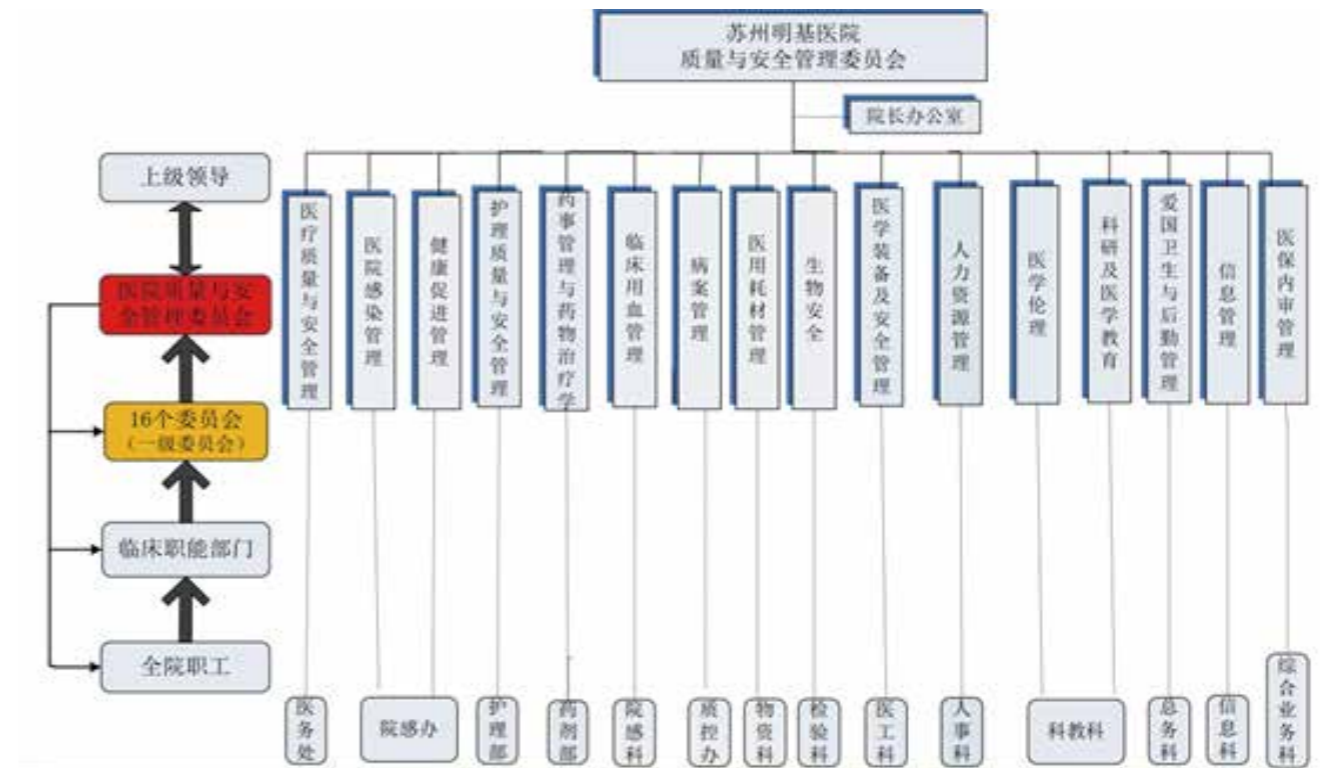 苏州明基医院
质量与安全管理委员会
院长办公室
上级领导
医院质量与安
全管理委员会
16个委员会
（一级委员会）
临床职能部门
全院职工
医疗质量与安全管理
医院感染管理
健康促进管理
护理质量与安全管理
药事管理与药物治疗学
临床用血管理
病案管理
医用耗材管理
生物安全
医学装备及安全管理
人力资源管理
医学伦理
科研及医学教育
爱国卫生与后勤管理
信息管理
医保内审管理
医务处
院感办
护理部
药剂部
院感科
质控办
物资科
检验科
医工科
人事科
科教科
总务科
信息科
综合业务科